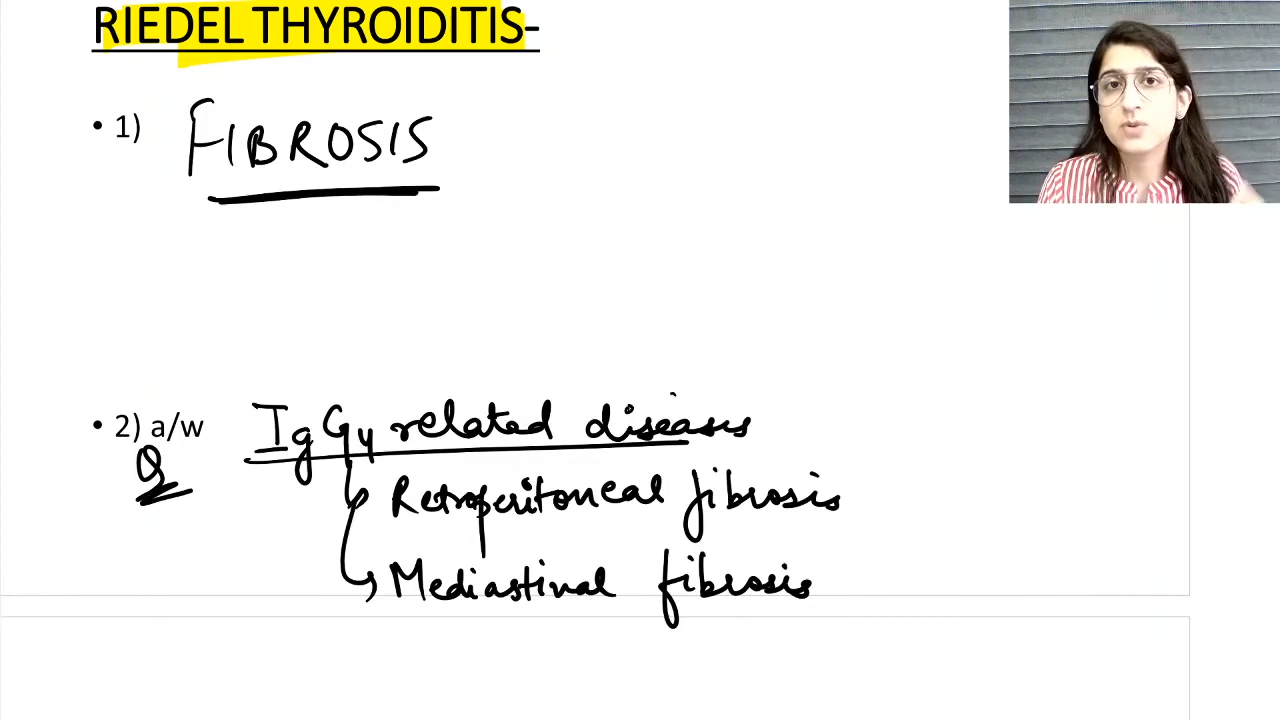 RIEDEL THYROIDITIS-
• 1) FIBROSIS
• 2) a/w IgG4 related diseases
Q
Retroperitoneal fibrosis
Mediastinal fibrosis